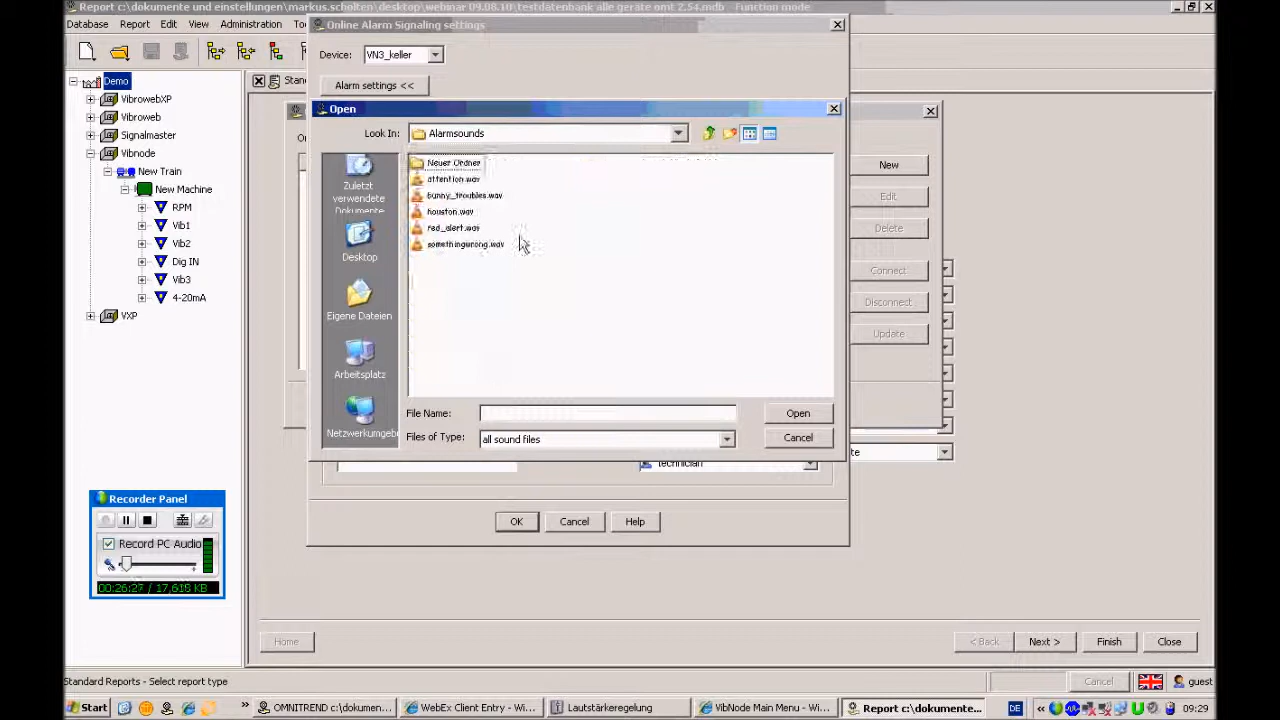 Report c:\dokumente und einstellungen\markus.scholten\desktop\webinar 09.08.10\testdatenbank alle geräte omt 2.54.mdb - Function mode
Database Report Edit View Administration
Online Alarm Signaling settings
Device: VN3_keller
Alarm settings <<
Open
Look In: Alarmsounds
Neuer Ordner
attention.wav
bunny_troubles.wav
houston.wav
red_alert.wav
somethingwrong.wav
Zuletzt
verwendete
Dokumente
Desktop
Eigene Dateien
Arbeitsplatz
Netzwerkumgeb
File Name:
Open
Files of Type: all sound files
Cancel
technician
OK Cancel Help
New
Edit
Delete
Connect
Disconnect
Update
Demo
VibrowebXP
Vibroweb
Signalmaster
Vibnode
New Train
New Machine
RPM
Vib1
Vib2
Dig IN
Vib3
4-20mA
VXP
Recorder Panel
Record PC Audio
00:26:27 / 17,615 KB
Home
< Back Next > Finish Close
Standard Reports - Select report type
Cancel
guest
Start
OMNITREND - c:\dokumen...
WebEx Client Entry - Wi...
Lautstärkeregelung
VibNode Main Menu - Wi...
Report c:\dokumente...
DE
09:29